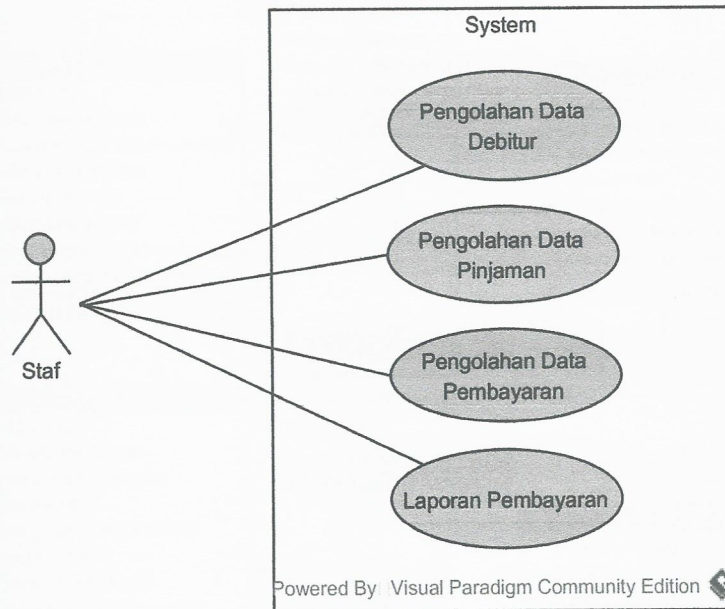 System
Pengolahan Data
Debitur
Pengolahan Data
Pinjaman
Staf
Pengolahan Data
Pembayaran
Laporan Pembayaran
Powered By Visual Paradigm Community Edition